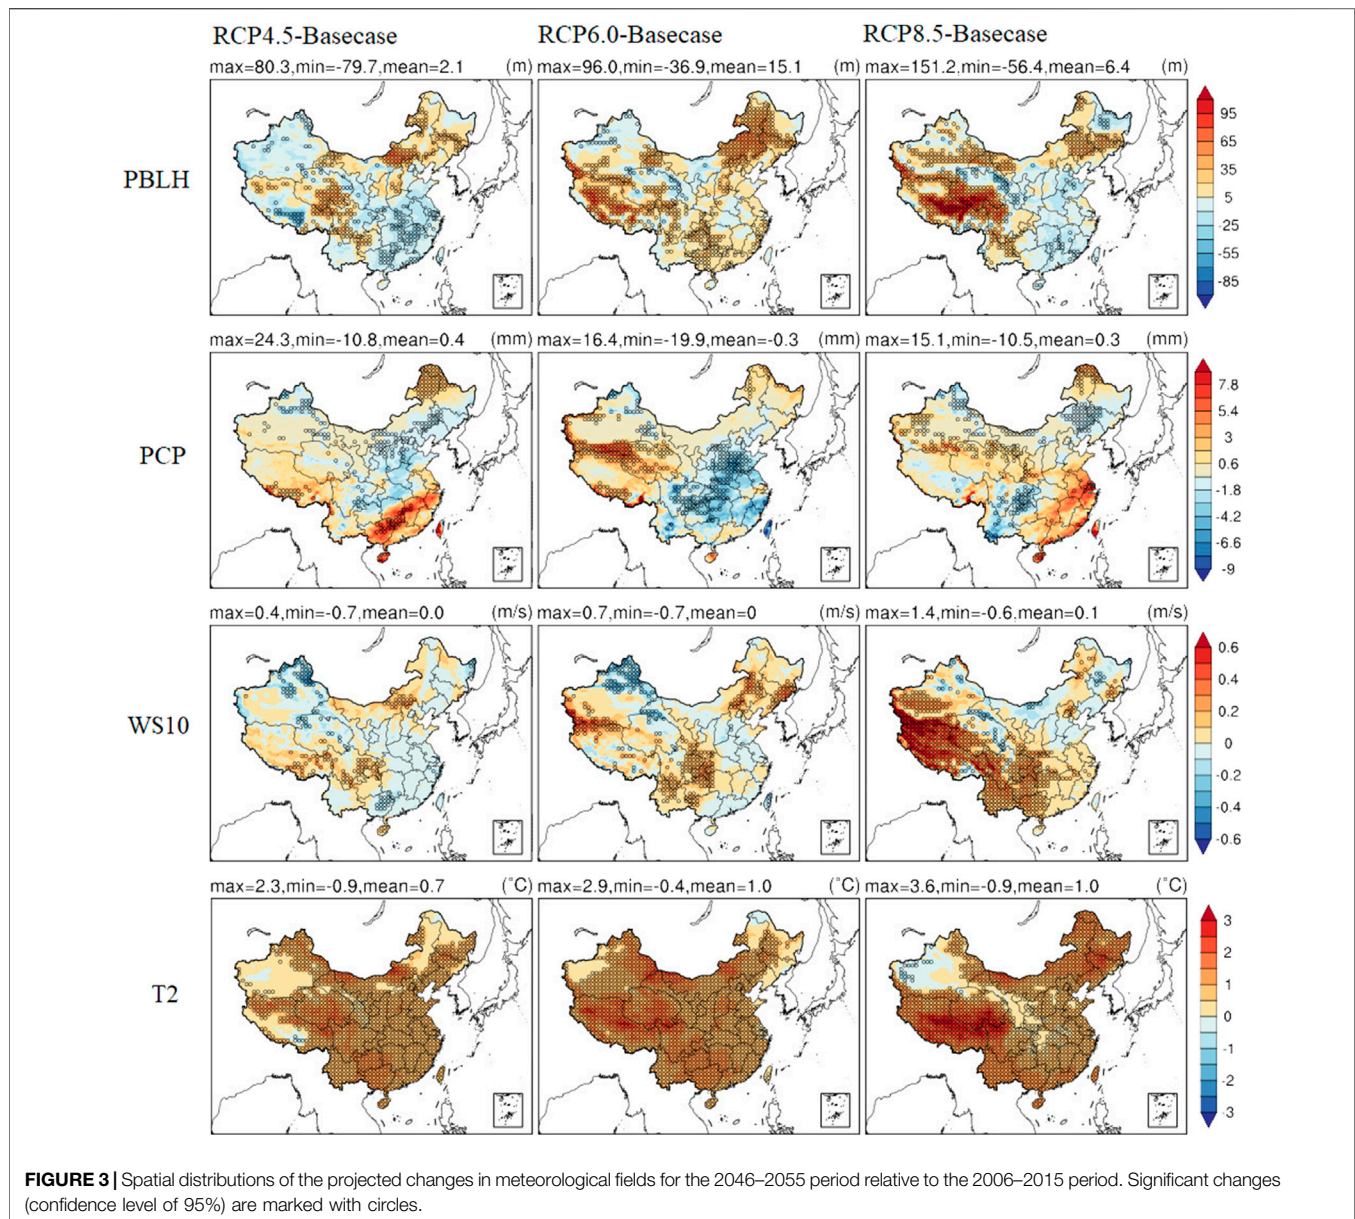 RCP4.5-Basecase RCP6.0-Basecase RCP8.5-Basecase
max=80.3,min=-79.7,mean=2.1 (m) max=96.0,min=-36.9,mean=15.1 (m) max=151.2,min=-56.4,mean=6.4 (m)
PBLH
95
65
35
5
-25
-55
-85
max=24.3,min=-10.8,mean=0.4 (mm) max=16.4,min=-19.9,mean=-0.3 (mm) max=15.1,min=-10.5,mean=0.3 (mm)
PCP
7.8
5.4
3
0.6
-1.8
-4.2
-6.6
-9
max=0.4,min=-0.7,mean=0.0 (m/s) max=0.7,min=-0.7,mean=0 (m/s) max=1.4,min=-0.6,mean=0.1 (m/s)
WS10
0.6
0.4
0.2
0
-0.2
-0.4
-0.6
max=2.3,min=-0.9,mean=0.7 (°C) max=2.9,min=-0.4,mean=1.0 (°C) max=3.6,min=-0.9,mean=1.0 (°C)
T2
3
2
1
0
-1
-2
-3
FIGURE 3 | Spatial distributions of the projected changes in meteorological fields for the 2046–2055 period relative to the 2006–2015 period. Significant changes
(confidence level of 95%) are marked with circles.